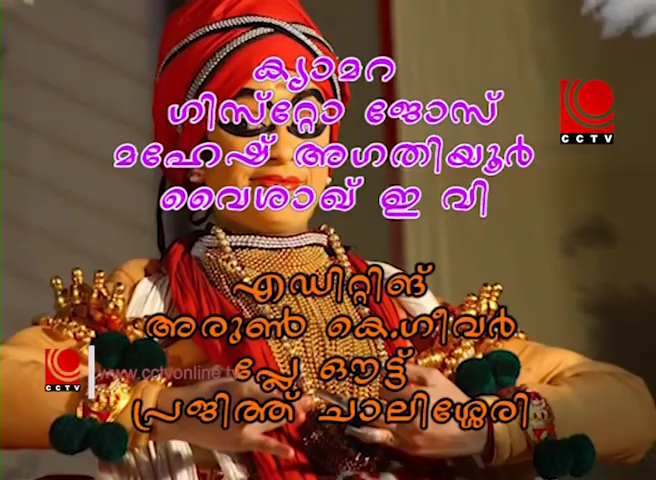 ക്യാമറ
ഗിസ്റ്റോ ജോസ്
മഹേഷ് അഗതിയൂർ
വൈശാഖ് ഇ വി
CCTV
എഡിറ്റിങ്
അരുൺ കെ.ഗീവർ
പ്ലേ ഔട്ട്
പ്രജിത്ത് ചാലിശ്ശേരി
CCTV
www.cctvonline.tv